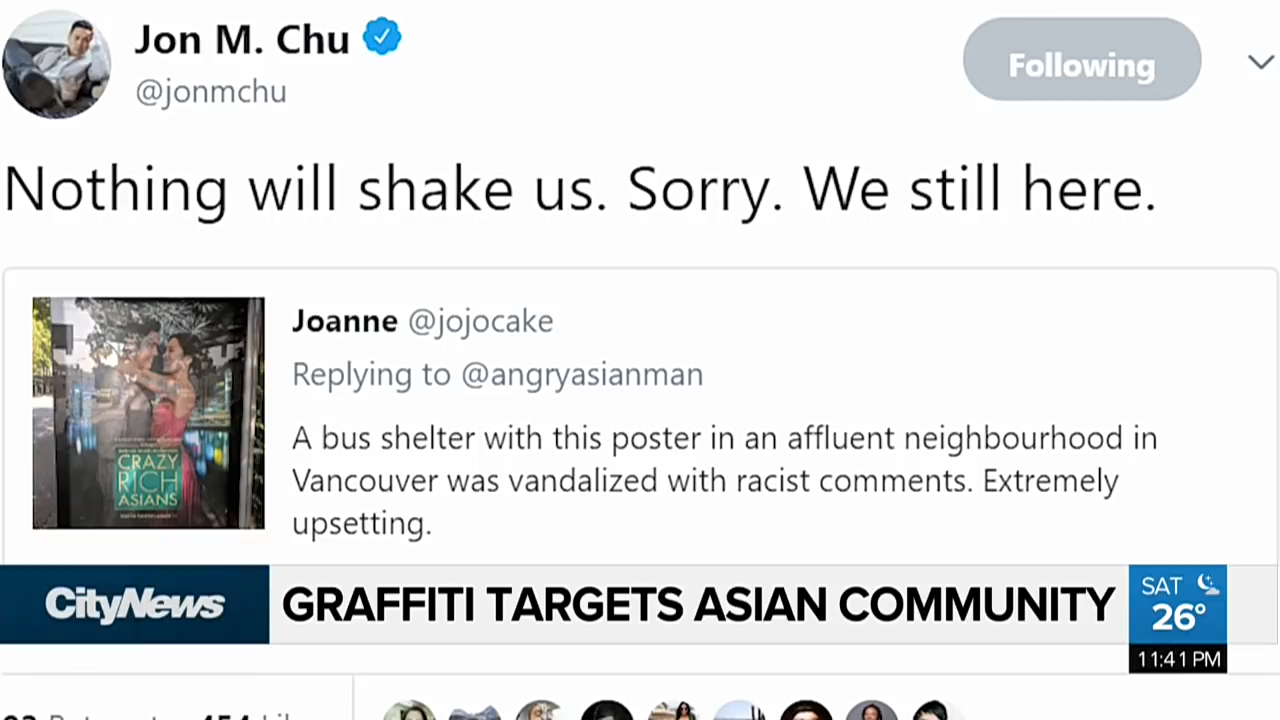 Jon M. Chu
@jonmchu
Following
Nothing will shake us. Sorry. We still here.
Joanne @jojocake
Replying to @angryasianman
A bus shelter with this poster in an affluent neighbourhood in
Vancouver was vandalized with racist comments. Extremely
upsetting.
CRAZY
RICH
ASIANS
CityNews
GRAFFITI TARGETS ASIAN COMMUNITY
SAT
26°
11:41 PM